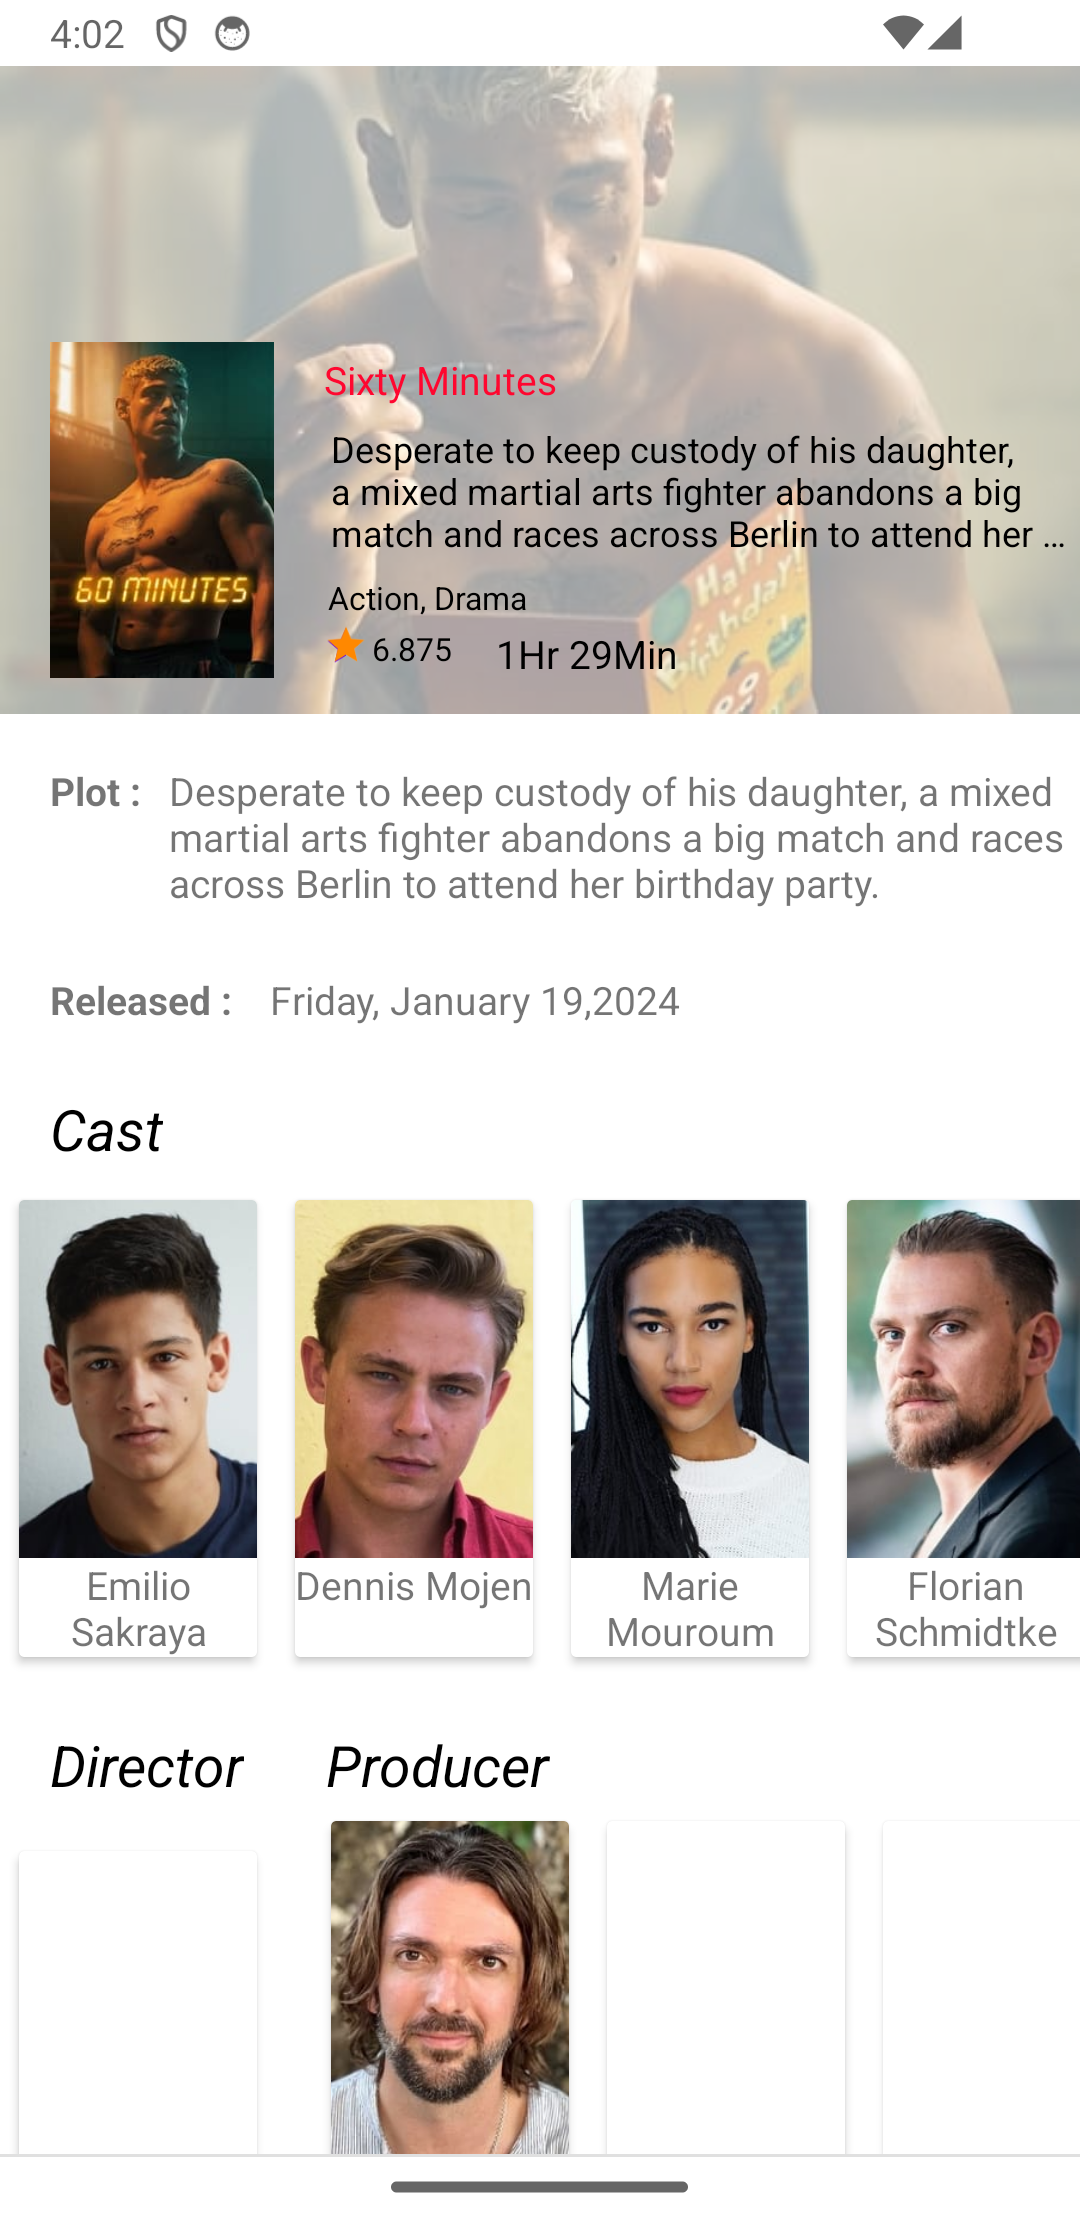 4:02
Sixty Minutes
Desperate to keep custody of his daughter,
a mixed martial arts fighter abandons a big
match and races across Berlin to attend her ...
Action, Drama
6.875 1Hr 29Min
60 MINUTES
Happy
Birthday!
Plot : Desperate to keep custody of his daughter, a mixed
martial arts fighter abandons a big match and races
across Berlin to attend her birthday party.
Released : Friday, January 19,2024
Cast
Emilio
Sakraya
Dennis Mojen
Marie
Mouroum
Florian
Schmidtke
Director Producer